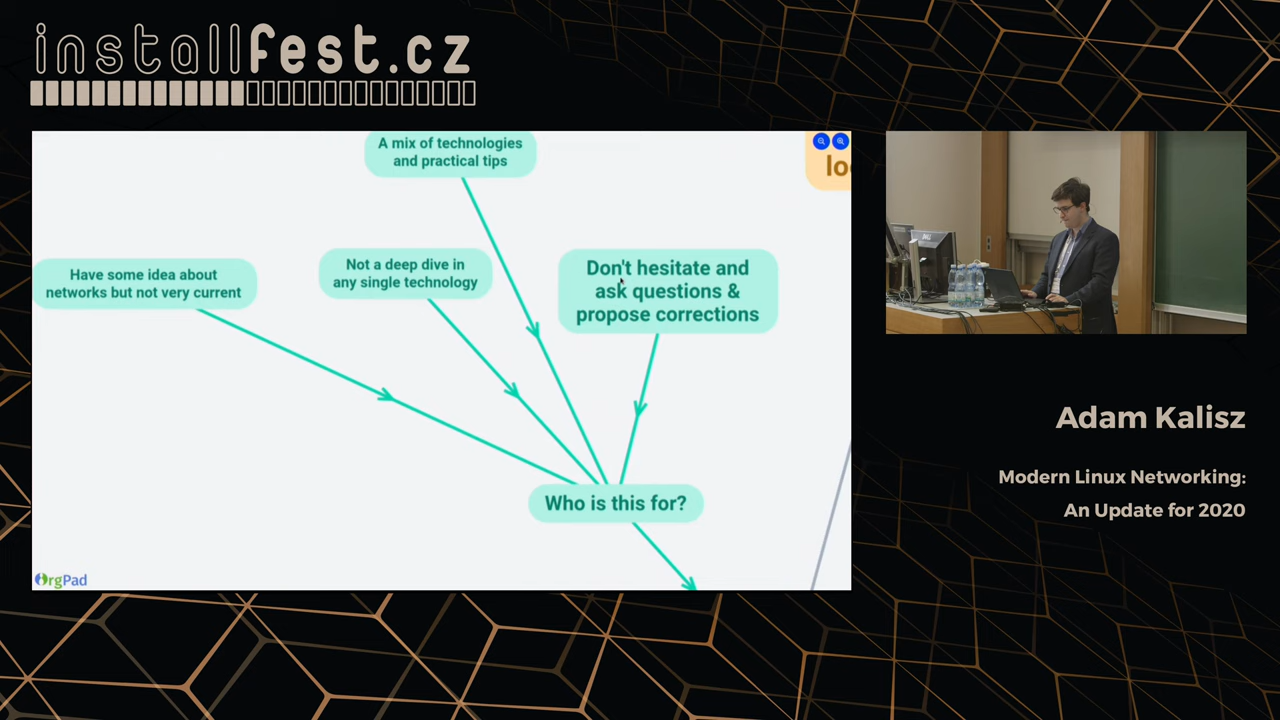 installfest.cz
A mix of technologies
and practical tips
lo
Have some idea about
networks but not very current
Not a deep dive in
any single technology
Don't hesitate and
ask questions &
propose corrections
Who is this for?
OrgPad
Adam Kalisz
Modern Linux Networking:
An Update for 2020